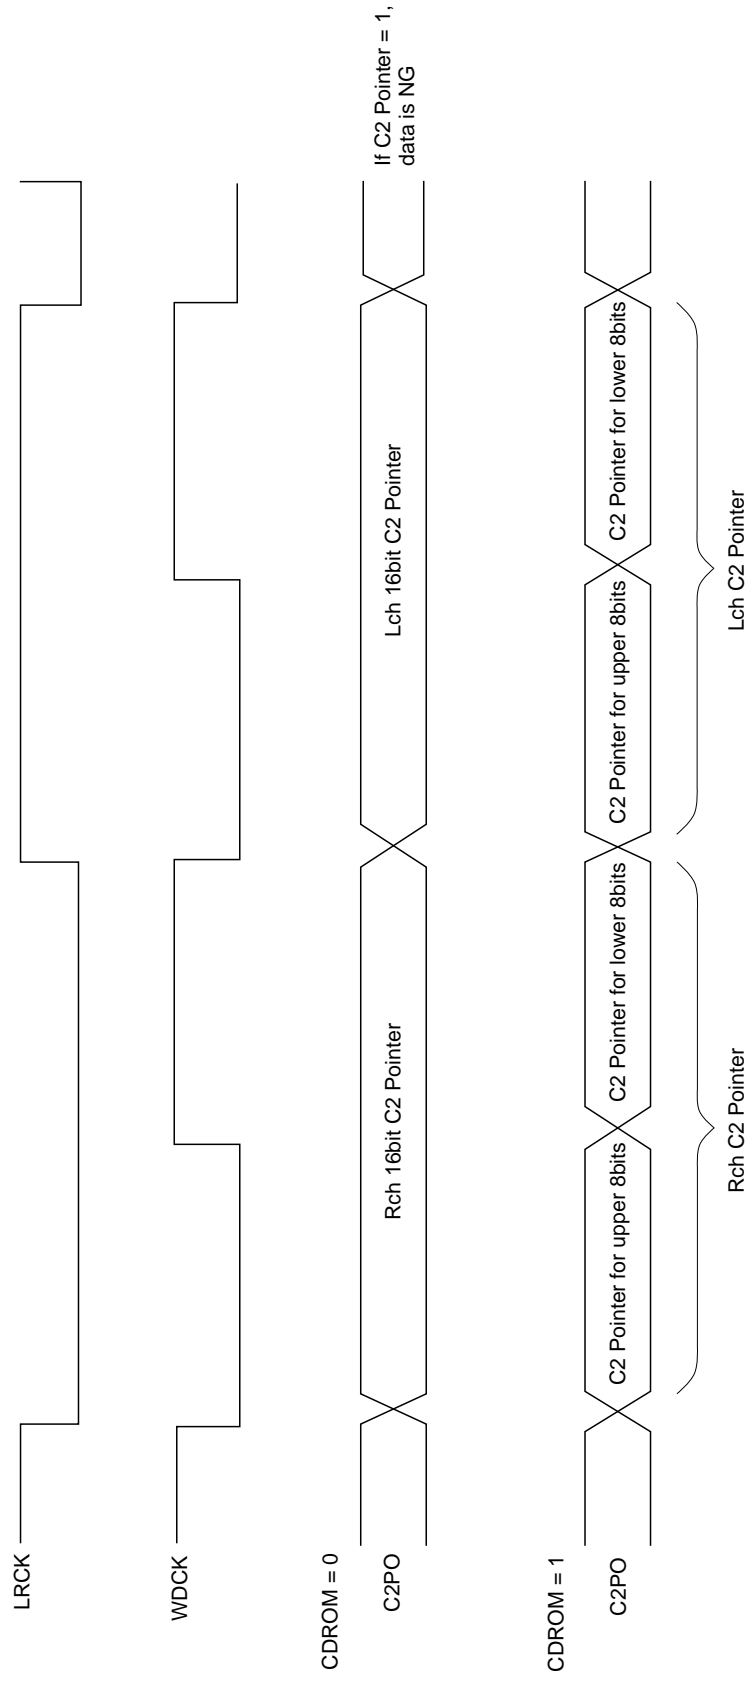 LRCK
WDCK
CDROM = 0
C2PO
Rch 16bit C2 Pointer
Lch 16bit C2 Pointer
If C2 Pointer = 1,
data is NG
CDROM = 1
C2PO
C2 Pointer for upper 8bits
C2 Pointer for lower 8bits
C2 Pointer for upper 8bits
C2 Pointer for lower 8bits
Rch C2 Pointer
Lch C2 Pointer